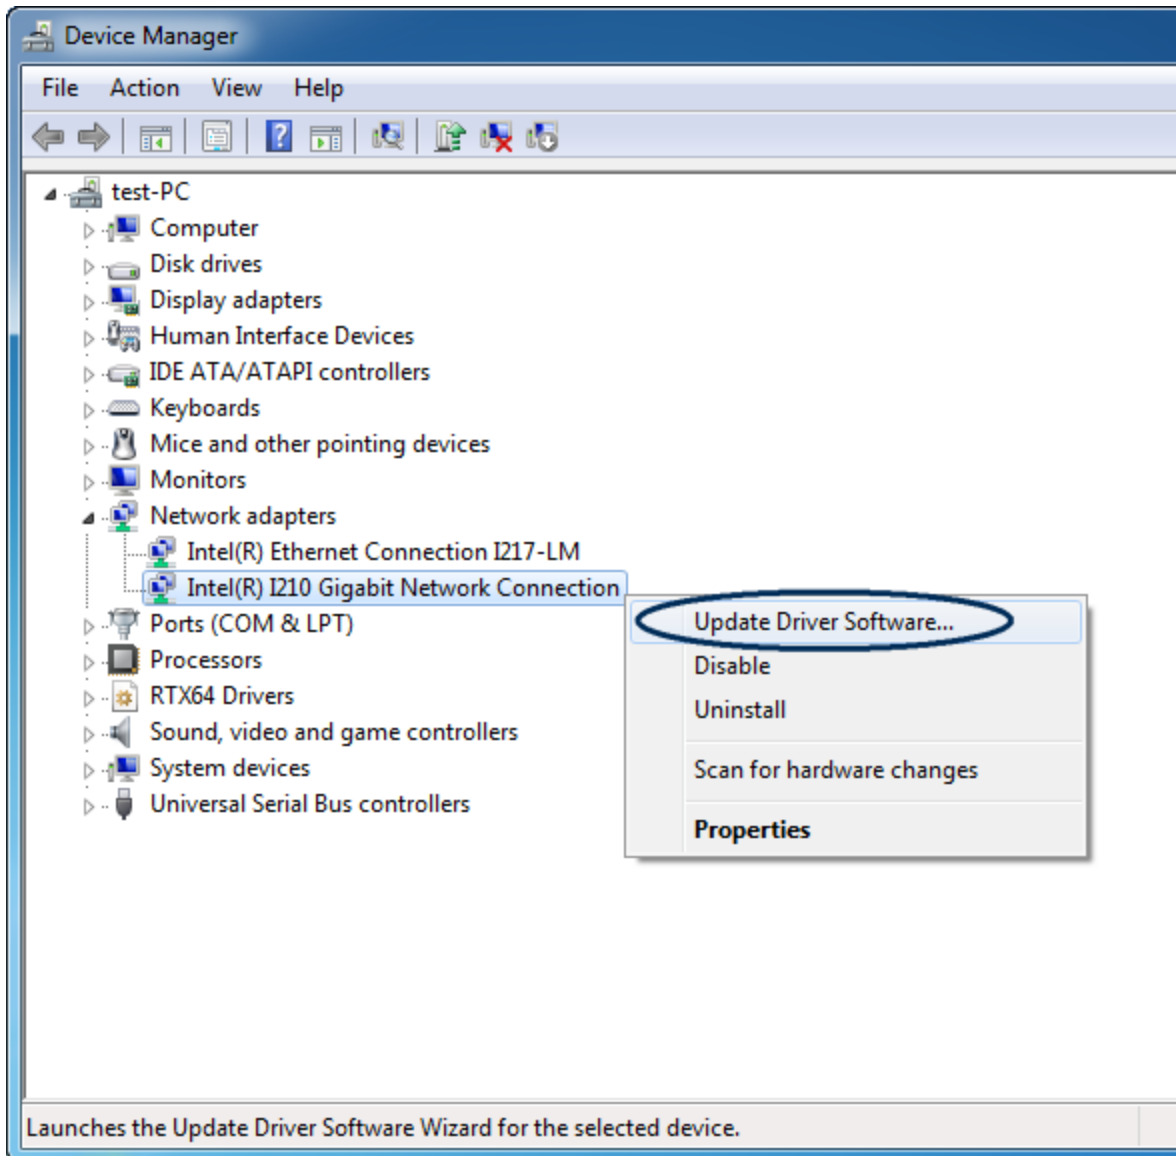 Device Manager
File Action View Help
test-PC
Computer
Disk drives
Display adapters
Human Interface Devices
IDE ATA/ATAPI controllers
Keyboards
Mice and other pointing devices
Monitors
Network adapters
Intel(R) Ethernet Connection I217-LM
Intel(R) I210 Gigabit Network Connection
Ports (COM & LPT)
Processors
RTX64 Drivers
Sound, video and game controllers
System devices
Universal Serial Bus controllers
Update Driver Software...
Disable
Uninstall
Scan for hardware changes
Properties
Launches the Update Driver Software Wizard for the selected device.